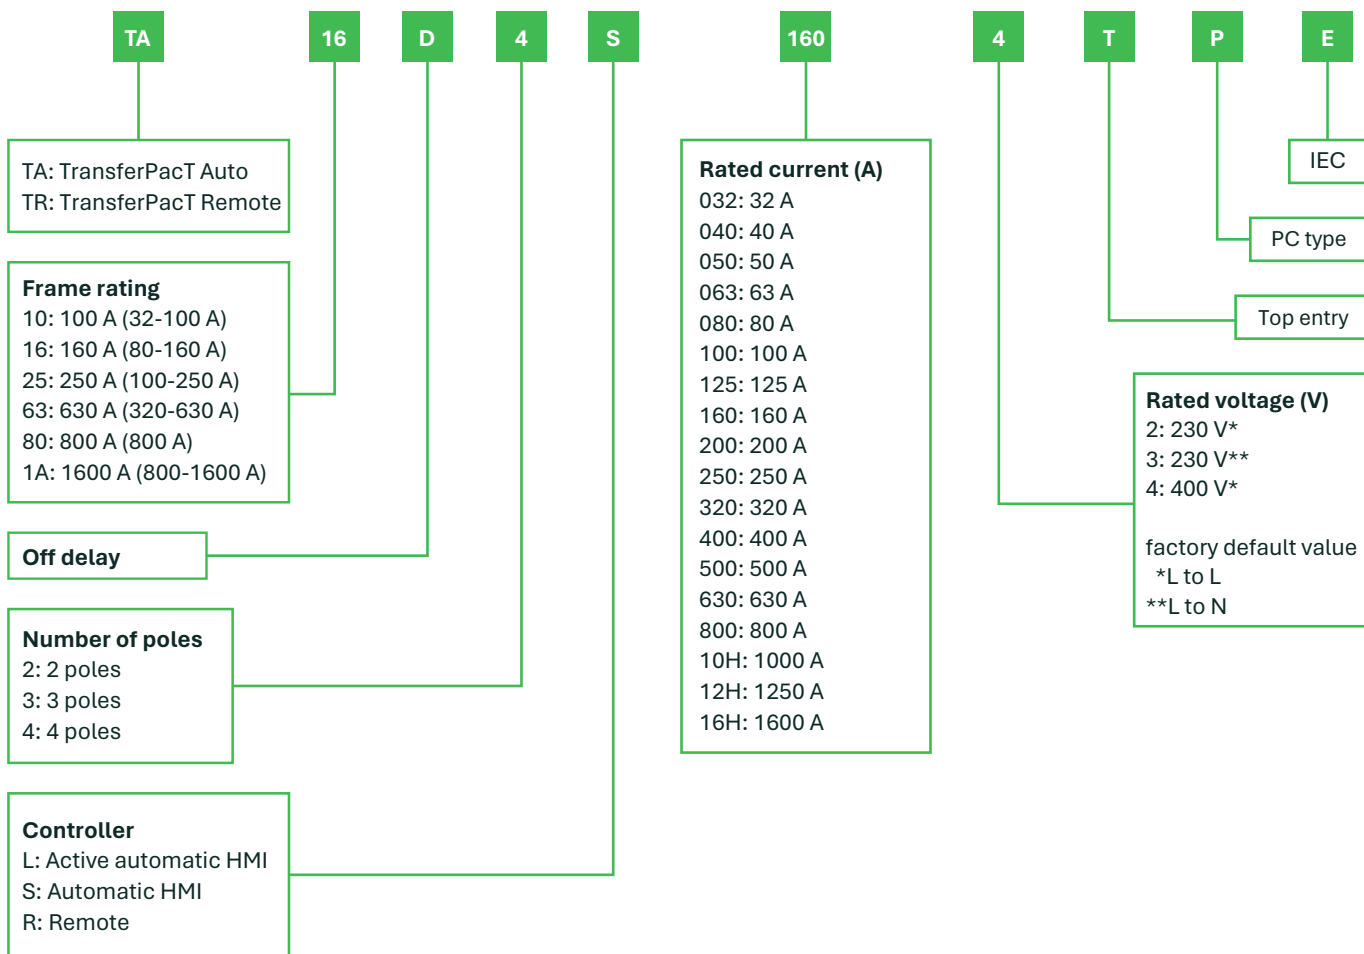 TA 16 D 4 S 160 4 T P E
TA: TransferPacT Auto
TR: TransferPacT Remote
Frame rating
10: 100 A (32-100 A)
16: 160 A (80-160 A)
25: 250 A (100-250 A)
63: 630 A (320-630 A)
80: 800 A (800 A)
1A: 1600 A (800-1600 A)
Off delay
Number of poles
2: 2 poles
3: 3 poles
4: 4 poles
Controller
L: Active automatic HMI
S: Automatic HMI
R: Remote
Rated current (A)
032: 32 A
040: 40 A
050: 50 A
063: 63 A
080: 80 A
100: 100 A
125: 125 A
160: 160 A
200: 200 A
250: 250 A
320: 320 A
400: 400 A
500: 500 A
630: 630 A
800: 800 A
10H: 1000 A
12H: 1250 A
16H: 1600 A
IEC
PC type
Top entry
Rated voltage (V)
2: 230 V*
3: 230 V**
4: 400 V*
factory default value
*L to L
**L to N